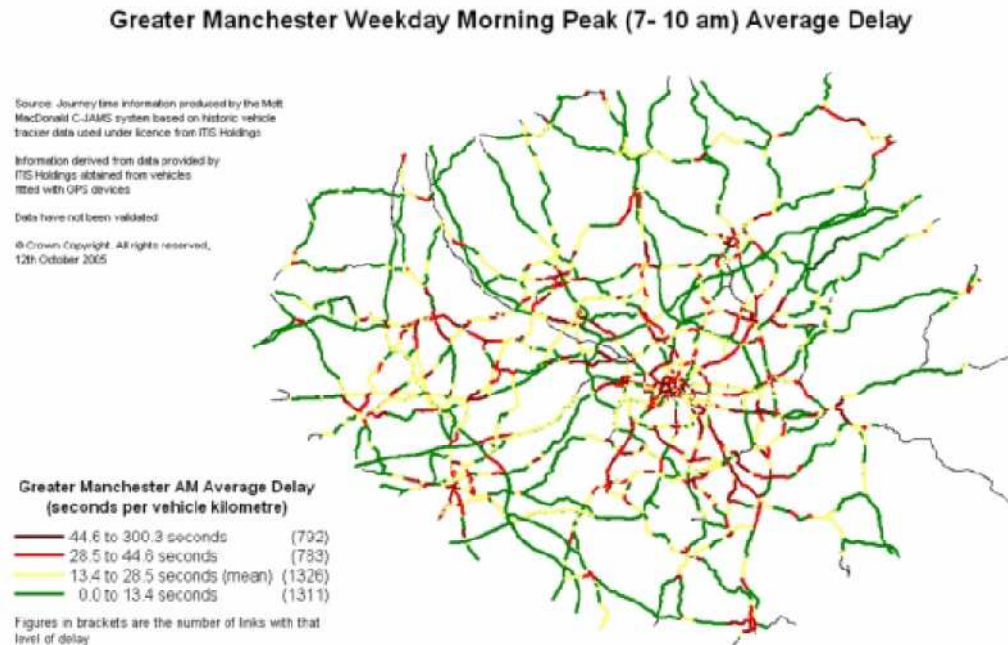 Greater Manchester Weekday Morning Peak (7- 10 am) Average Delay
Source: Journey time information produced by the Mott
MacDonald C-JAMS system based on historic vehicle
tracker data used under licence from ITIS Holdings
Information derived from data provided by
ITIS Holdings obtained from vehicles
fitted with GPS devices
Data have not been validated
© Crown Copyright. All rights reserved,
12th October 2005
Greater Manchester AM Average Delay
(seconds per vehicle kilometre)
44.6 to 300.3 seconds (792)
28.5 to 44.6 seconds (783)
13.4 to 28.5 seconds (mean) (1326)
0.0 to 13.4 seconds (1311)
Figures in brackets are the number of links with that
level of delay